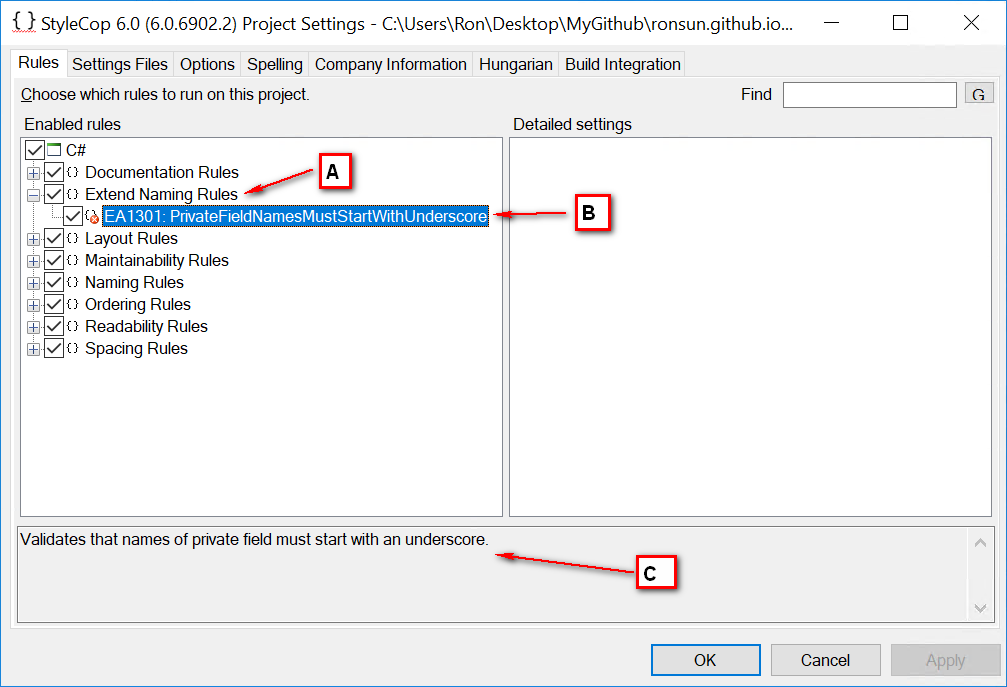 { } StyleCop 6.0 (6.0.6902.2) Project Settings - C:\Users\Ron\Desktop\MyGithub\ronsun.github.io...
Rules Settings Files Options Spelling Company Information Hungarian Build Integration
Choose which rules to run on this project. Find G
Enabled rules Detailed settings
C#
{} Documentation Rules A
{} Extend Naming Rules
{} EA1301: PrivateFieldNamesMustStartWithUnderscore B
{} Layout Rules
{} Maintainability Rules
{} Naming Rules
{} Ordering Rules
{} Readability Rules
{} Spacing Rules
Validates that names of private field must start with an underscore.
C
OK Cancel Apply